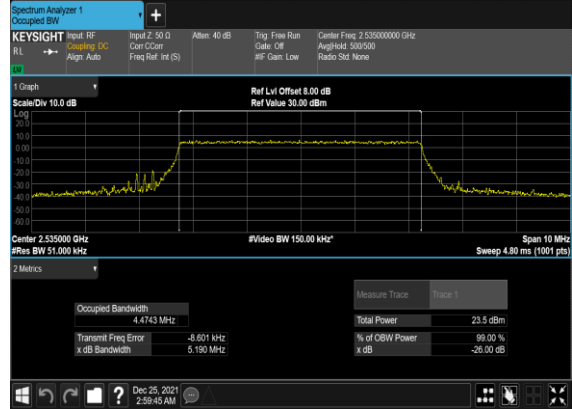 Spectrum Analyzer 1
Occupied BW
+
KEYSIGHT Input: RF Input Z: 50 Ω Atten: 40 dB Trig: Free Run Center Freq: 2.535000000 GHz
RL Coupling: DC Corr CCorr Gate: Off Avg|Hold: 500/500
Align: Auto Freq Ref: Int (S) #IF Gain: Low Radio Std: None
1 Graph
Ref Lvl Offset 8.00 dB
Scale/Div 10.0 dB Ref Value 30.00 dBm
Log
20.0
10.0
0.00
-10.0
-20.0
-30.0
-40.0
-50.0
-60.0
Center 2.535000 GHz #Video BW 150.00 kHz* Span 10 MHz
#Res BW 51.000 kHz Sweep 4.80 ms (1001 pts)
2 Metrics
Measure Trace Trace 1
Occupied Bandwidth
4.4743 MHz Total Power 23.5 dBm
Transmit Freq Error -8.601 kHz % of OBW Power 99.00 %
x dB Bandwidth 5.190 MHz x dB -26.00 dB
? Dec 25, 2021
2:59:45 AM